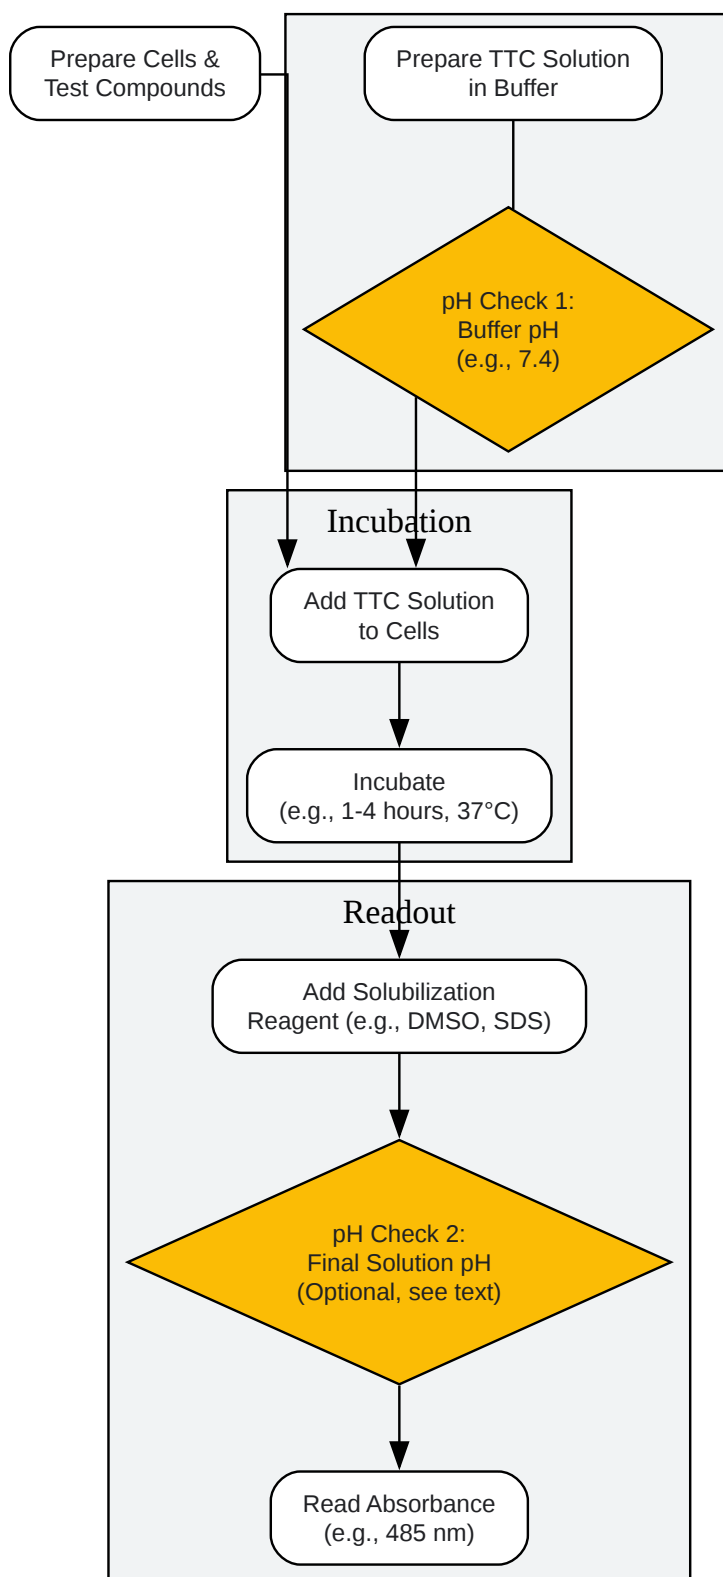 Prepare Cells &
Test Compounds
Prepare TTC Solution
in Buffer
pH Check 1:
Buffer pH
(e.g., 7.4)
Incubation
Add TTC Solution
to Cells
Incubate
(e.g., 1-4 hours, 37°C)
Readout
Add Solubilization
Reagent (e.g., DMSO, SDS)
pH Check 2:
Final Solution pH
(Optional, see text)
Read Absorbance
(e.g., 485 nm)